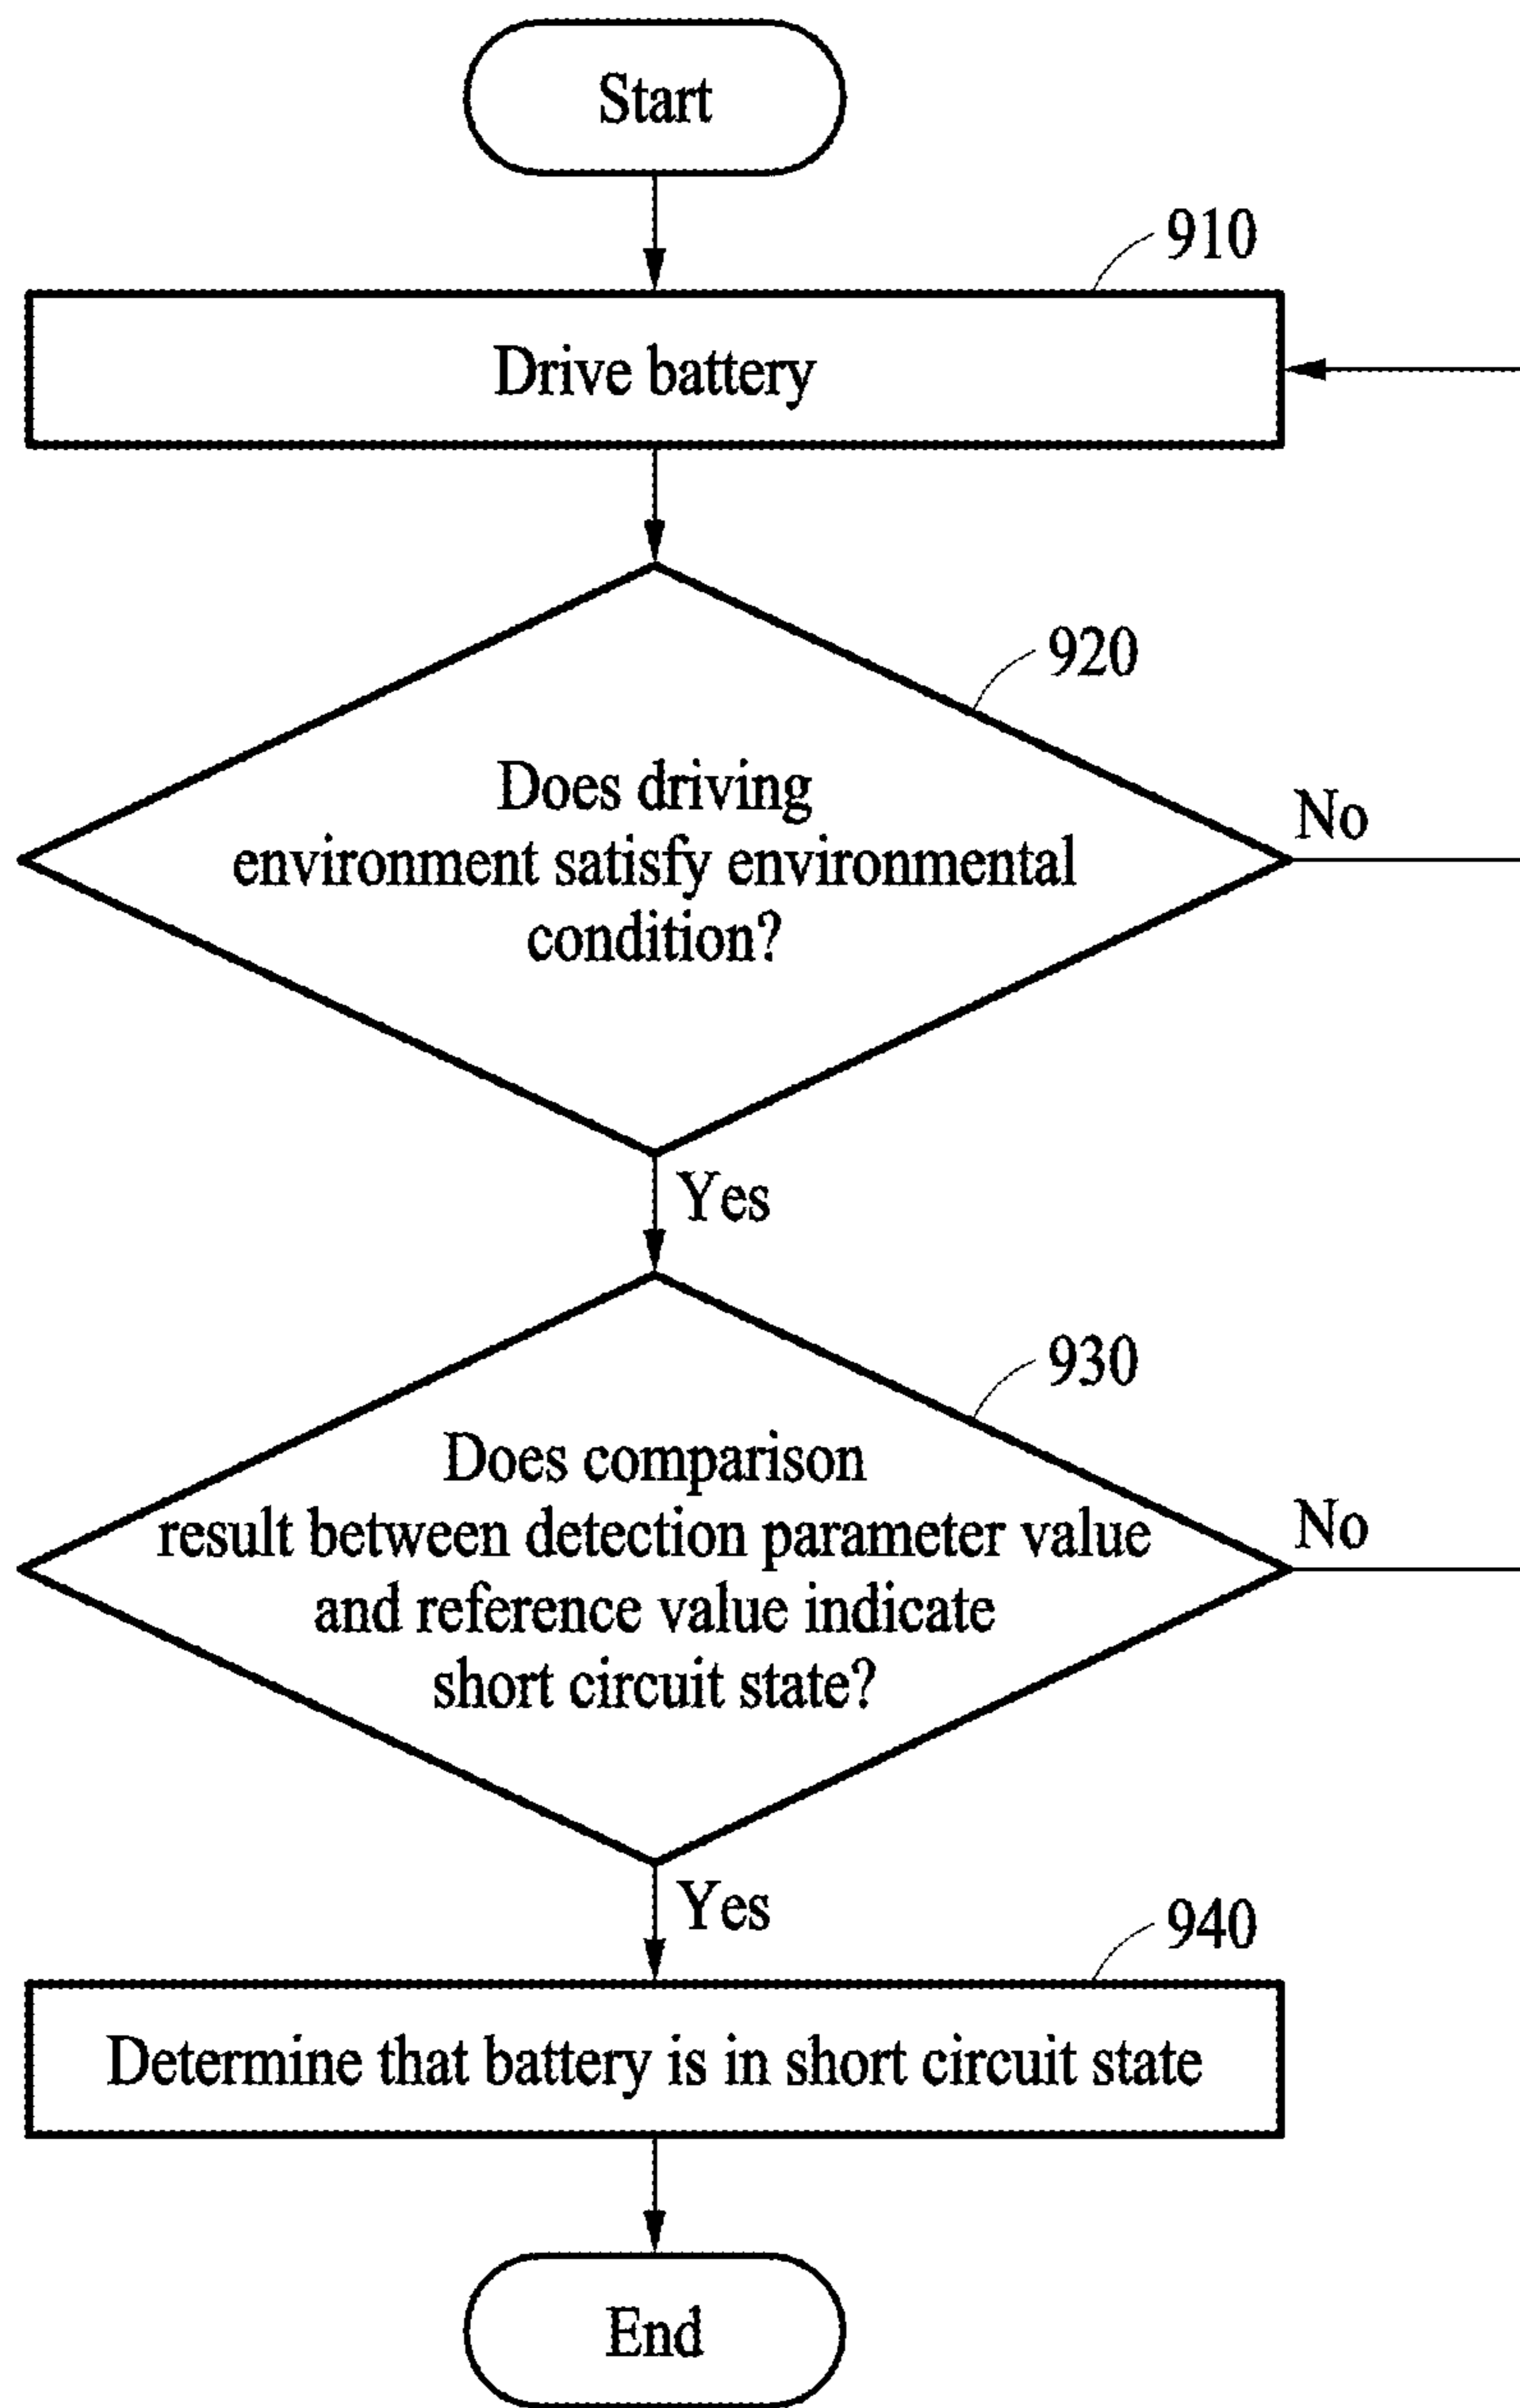 Start
910
Drive battery
920
Does driving
environment satisfy environmental
condition?
No
Yes
930
Does comparison
result between detection parameter value
and reference value indicate
short circuit state?
No
Yes
940
Determine that battery is in short circuit state
End